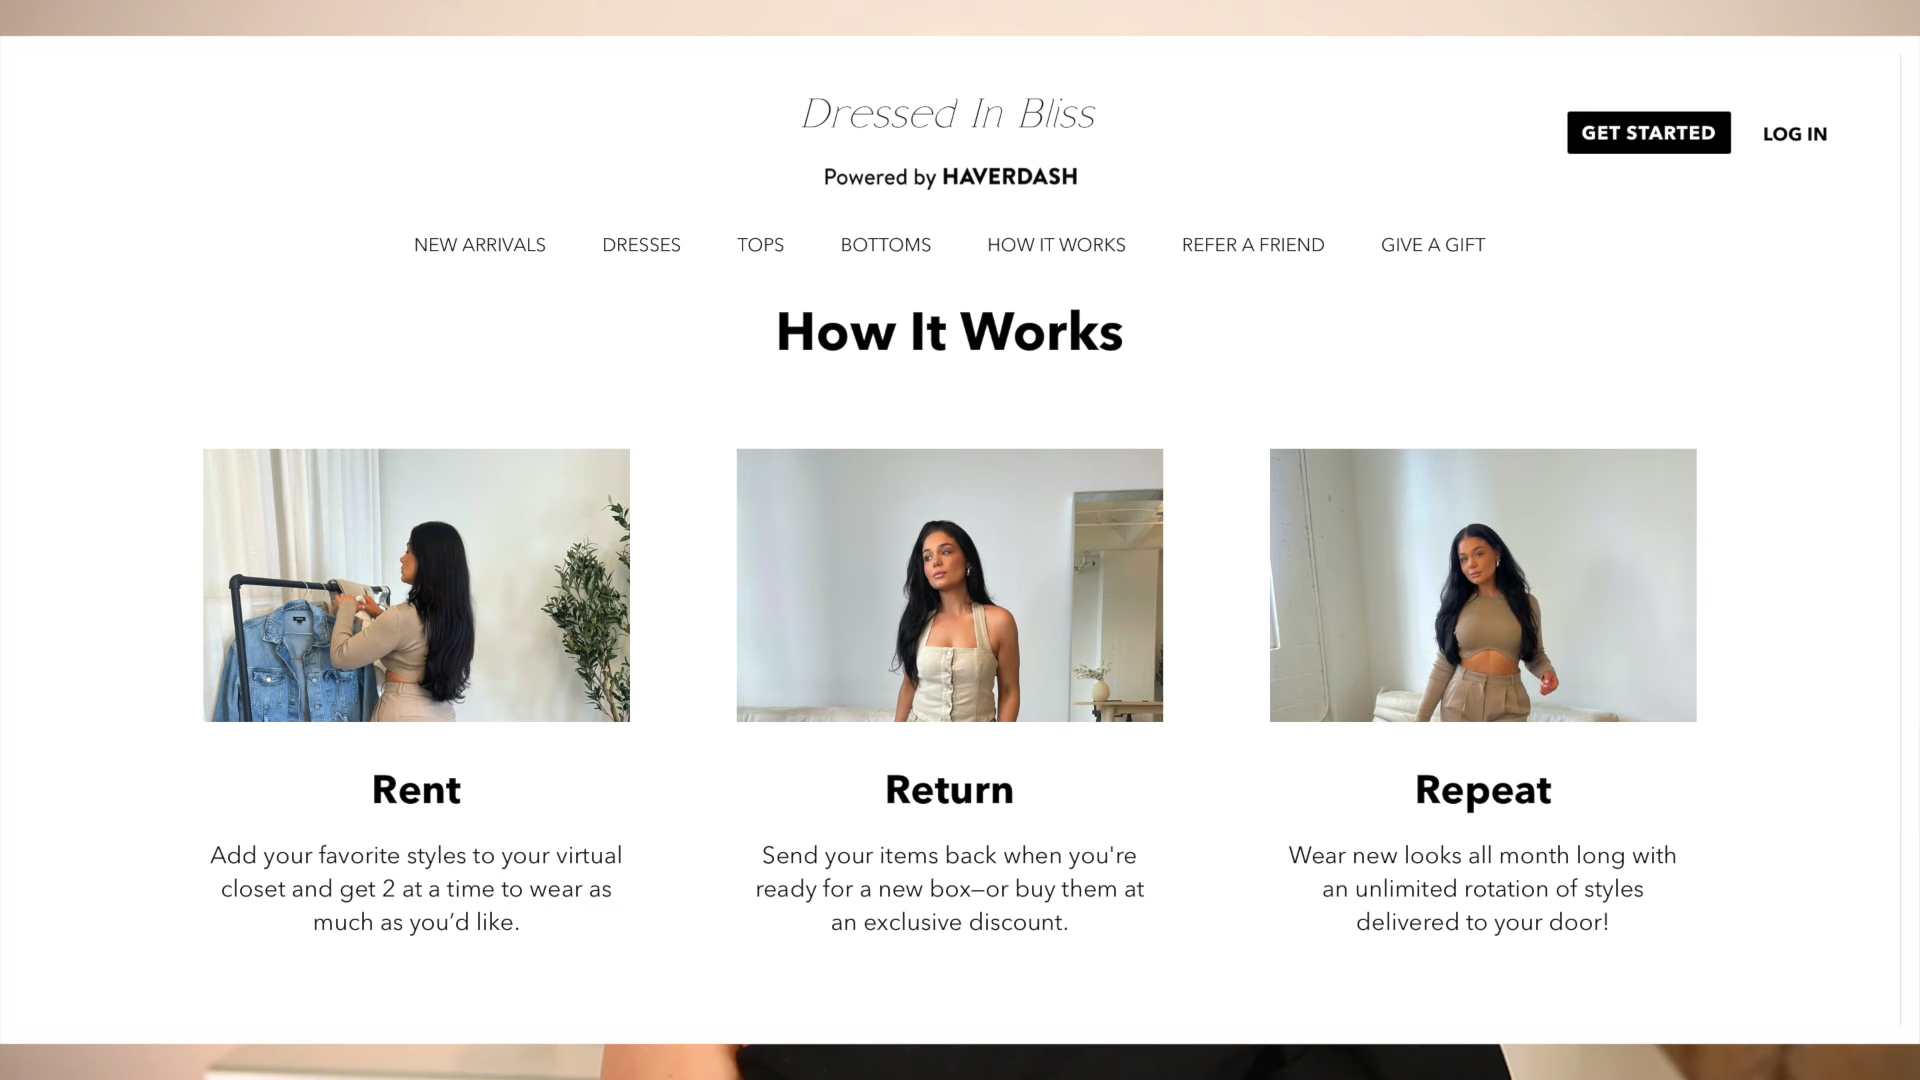 Dressed In Bliss
GET STARTED
LOG IN
Powered by HAVERDASH
NEW ARRIVALS
DRESSES
TOPS
BOTTOMS
HOW IT WORKS
REFER A FRIEND
GIVE A GIFT
How It Works
Rent
Add your favorite styles to your virtual
closet and get 2 at a time to wear as
much as you’d like.
Return
Send your items back when you're
ready for a new box—or buy them at
an exclusive discount.
Repeat
Wear new looks all month long with
an unlimited rotation of styles
delivered to your door!